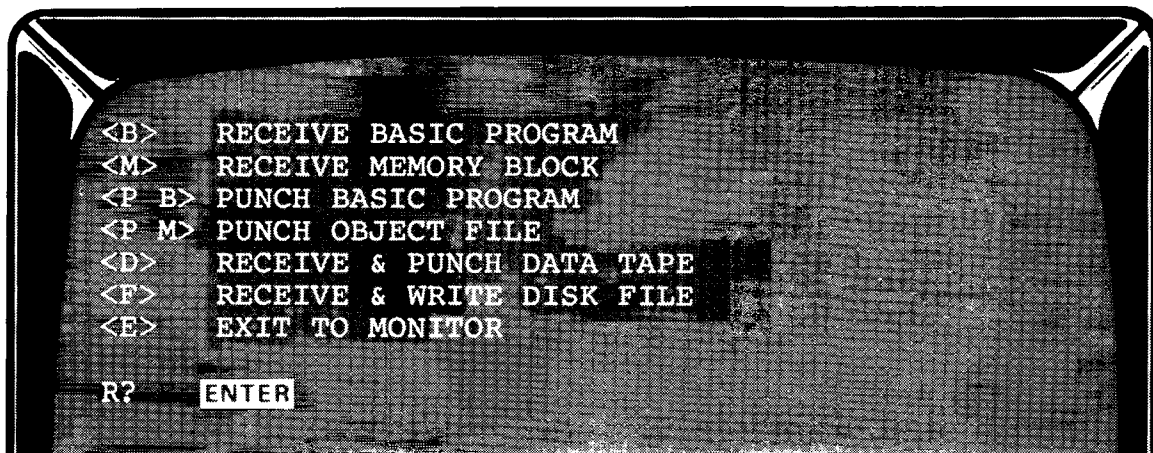 <B> RECEIVE BASIC PROGRAM
<M> RECEIVE MEMORY BLOCK
<P B> PUNCH BASIC PROGRAM
<P M> PUNCH OBJECT FILE
<D> RECEIVE & PUNCH DATA TAPE
<F> RECEIVE & WRITE DISK FILE
<E> EXIT TO MONITOR
R? ENTER